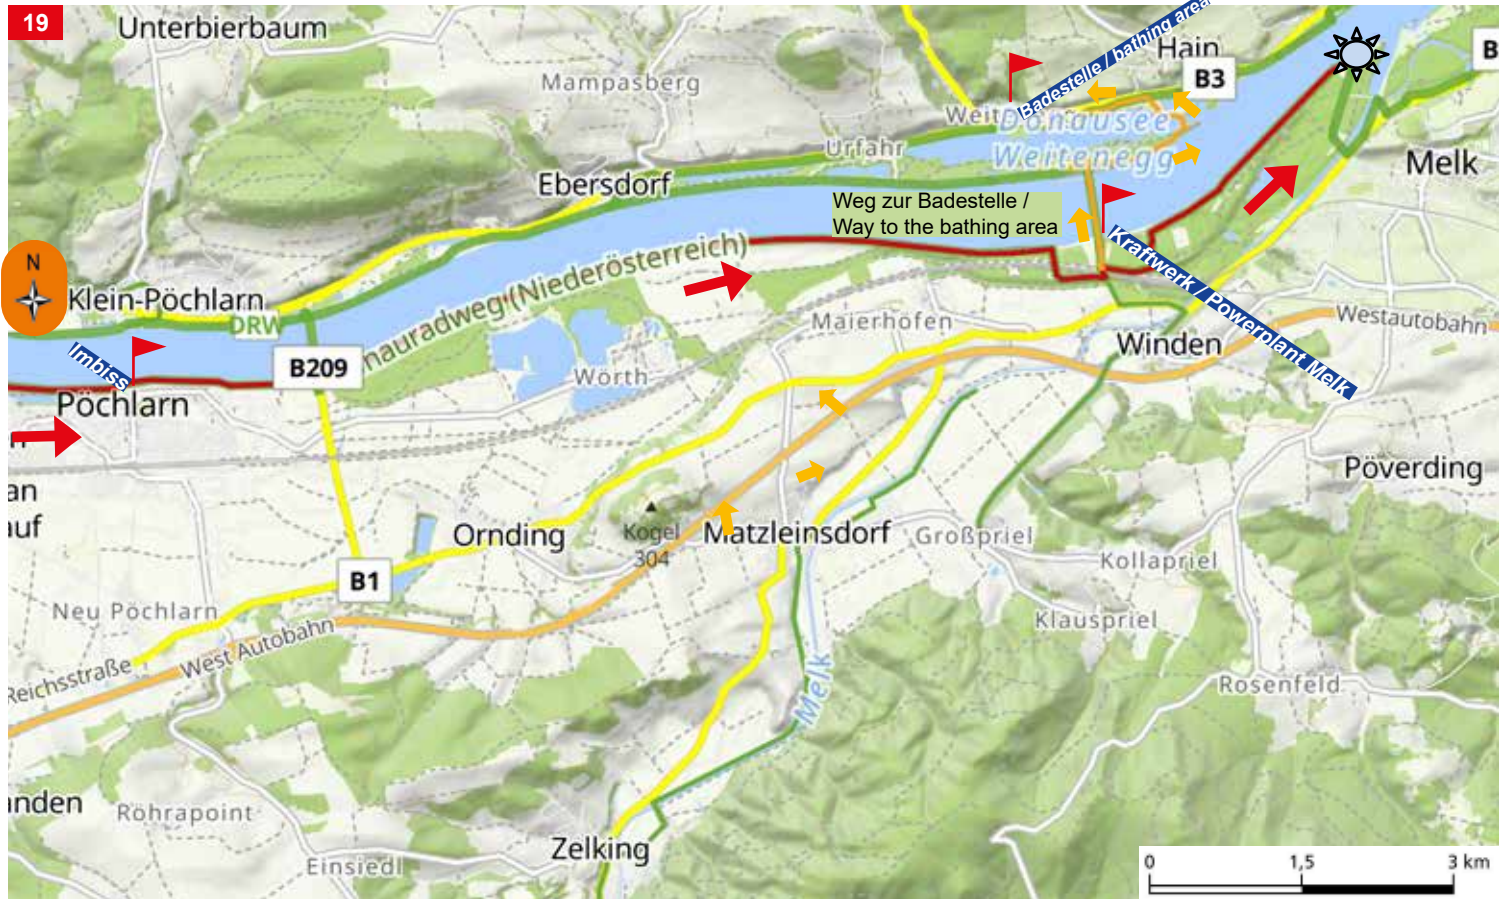 19
Unterbierbaum
Mampasberg
Hain
B3
Badestelle / bathing area
Weit
Donausee
Weitenegg
Urfahr
Ebersdorf
Melk
Weg zur Badestelle /
Way to the bathing area
N
Klein-Pöchlarn
DRW
nauradweg (Niederösterreich)
Kraftwerk / Powerplant Melk
Maierhofen
Westautobahn
Winden
Imbiss
B209
Wörth
Pöchlarn
Pöverding
an
auf
Ornding
Kogel
304
Matzleinsdorf
Großpriel
Kollapriel
B1
Neu Pöchlarn
Klauspriel
West Autobahn
Reichsstraße
Melk
Rosenfeld
anden
Röhrapoint
Einsiedl
Zelking
0 1,5 3 km